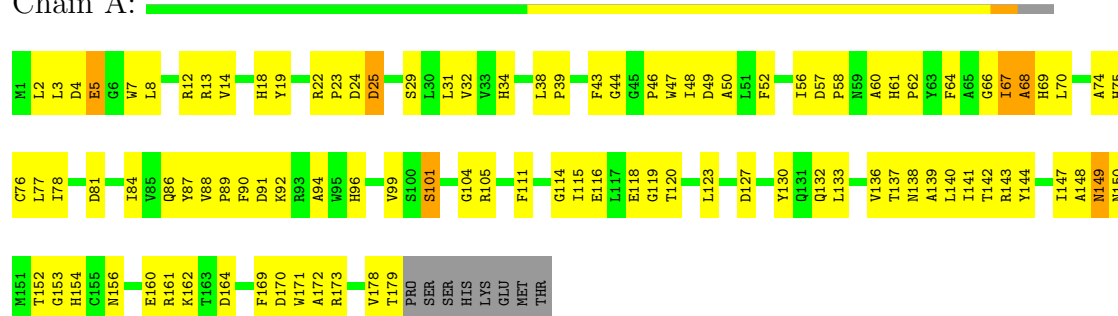 Chain A:
M1 L2 L3 D4 E5 G6 W7 L8 R12 R13 V14 H18 Y19 R22 P23 D24 D25 S29 L30 L31 V32 V33 H34 L38 P39 F43 G44 G45 P46 W47 I48 D49 A50 L51 F52 I56 D57 P58 N59 A60 H61 P62 Y63 F64 A65 G66 I67 A68 H69 L70 A74 H75
C76 L77 I78 D81 I84 V85 Q86 Y87 V88 P89 F90 D91 K92 R93 A94 W95 H96 V99 S100 S101 G104 R105 F111 G114 I115 E116 L117 E118 G119 T120 L123 D127 Y130 Q131 Q132 L133 V136 T137 N138 A139 L140 I141 T142 R143 Y144 I147 A148 N149 N150
M151 T152 G153 H154 C155 N156 E160 R161 K162 T163 D164 F169 D170 W171 A172 R173 V178 T179 PRO SER SER HIS LYS GLU MET THR